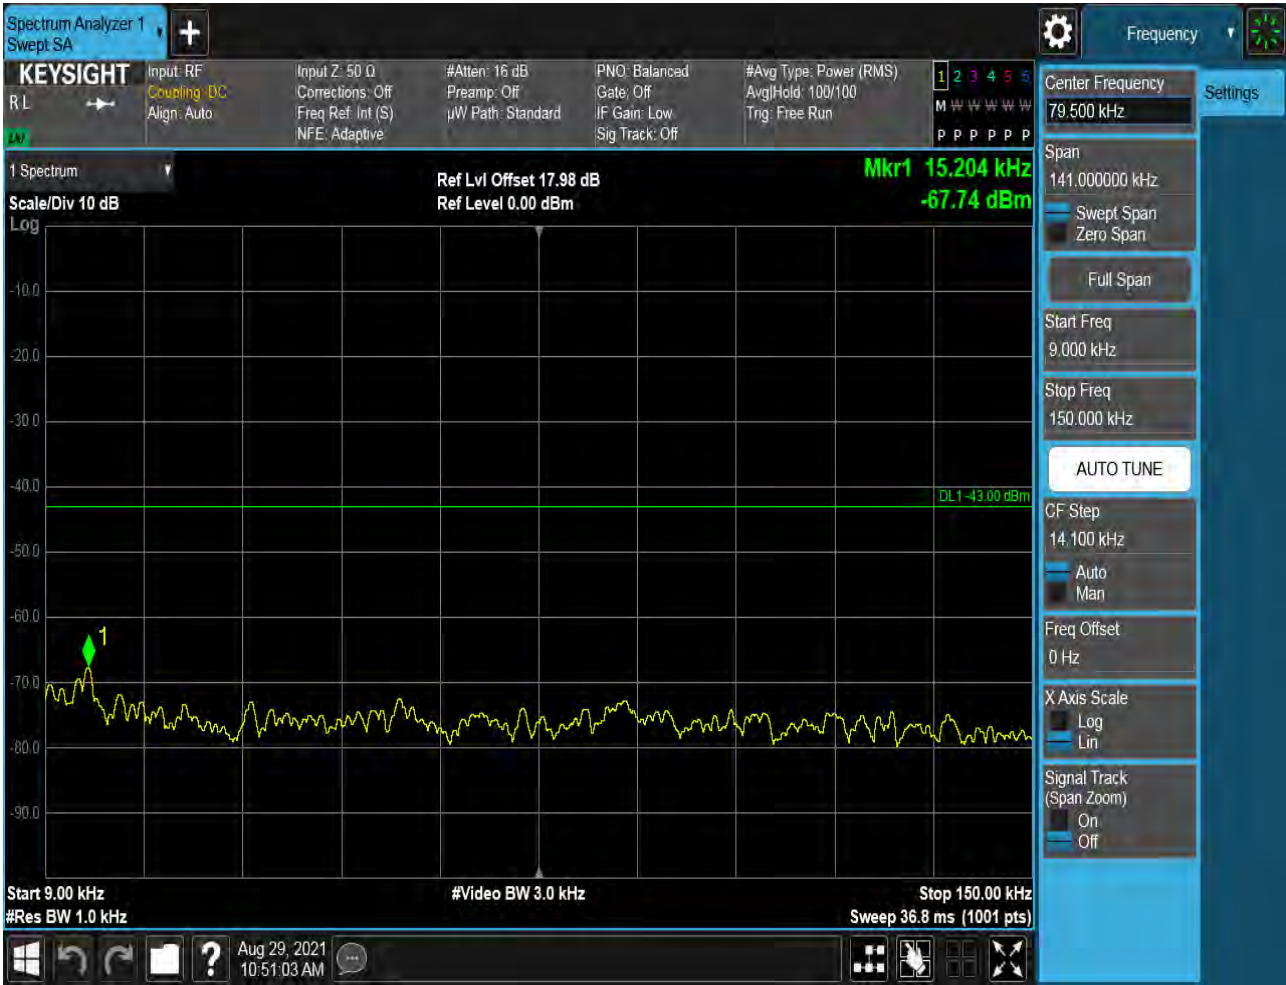 Spectrum Analyzer 1
Swept SA
+
Frequency
KEYSIGHT
R L
LXI
Input: RF
Coupling: DC
Align: Auto
Input Z: 50 Ω
Corrections: Off
Freq Ref: Int (S)
NFE: Adaptive
#Atten: 16 dB
Preamp: Off
µW Path: Standard
PNO: Balanced
Gate: Off
IF Gain: Low
Sig Track: Off
#Avg Type: Power (RMS)
Avg|Hold: 100/100
Trig: Free Run
1 2 3 4 5 6
M W W W W W
P P P P P P
1 Spectrum
Scale/Div 10 dB
Log
Ref Lvl Offset 17.98 dB
Ref Level 0.00 dBm
Mkr1 15.204 kHz
-67.74 dBm
-10.0
-20.0
-30.0
-40.0
DL1 -43.00 dBm
-50.0
-60.0
1
-70.0
-80.0
-90.0
Start 9.00 kHz
#Res BW 1.0 kHz
#Video BW 3.0 kHz
Stop 150.00 kHz
Sweep 36.8 ms (1001 pts)
?
Aug 29, 2021
10:51:03 AM
Center Frequency
79.500 kHz
Settings
Span
141.000000 kHz
Swept Span
Zero Span
Full Span
Start Freq
9.000 kHz
Stop Freq
150.000 kHz
AUTO TUNE
CF Step
14.100 kHz
Auto
Man
Freq Offset
0 Hz
X Axis Scale
Log
Lin
Signal Track
(Span Zoom)
On
Off